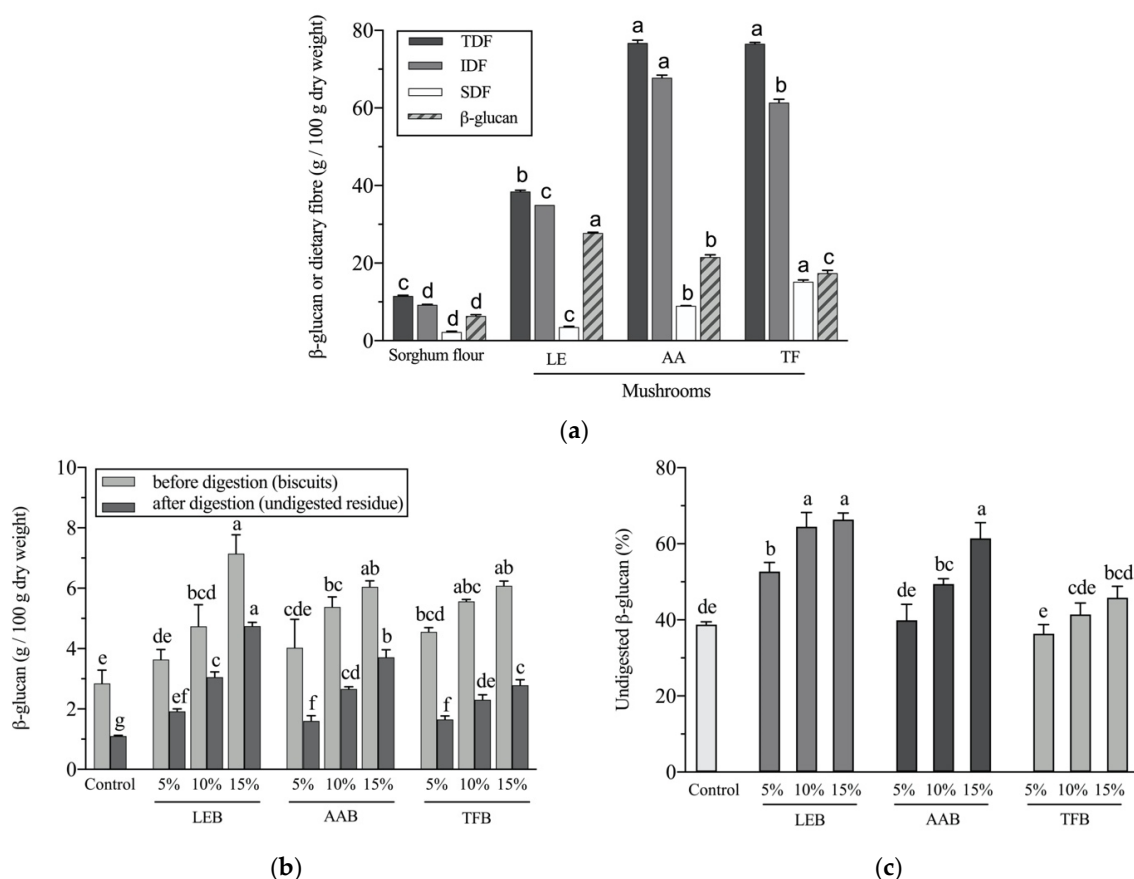 β-glucan or dietary fibre (g / 100 g dry weight)
80
60
40
20
0
TDF
IDF
SDF
β-glucan
c
d
d
d
b
c
c
a
a
a
b
b
a
b
a
c
Sorghum flour
LE
AA
TF
Mushrooms
(a)
β-glucan (g / 100 g dry weight)
10
8
6
4
2
0
before digestion (biscuits)
after digestion (undigested residue)
e
g
de
ef
bcd
c
a
a
cde
f
bc
cd
ab
b
bcd
f
abc
de
ab
c
Control
5% 10% 15%
5% 10% 15%
5% 10% 15%
LEB
AAB
TFB
(b)
Undigested β-glucan (%)
80
60
40
20
0
de
b
a
a
de
bc
a
e
cde
bcd
Control
5% 10% 15%
5% 10% 15%
5% 10% 15%
LEB
AAB
TFB
(c)